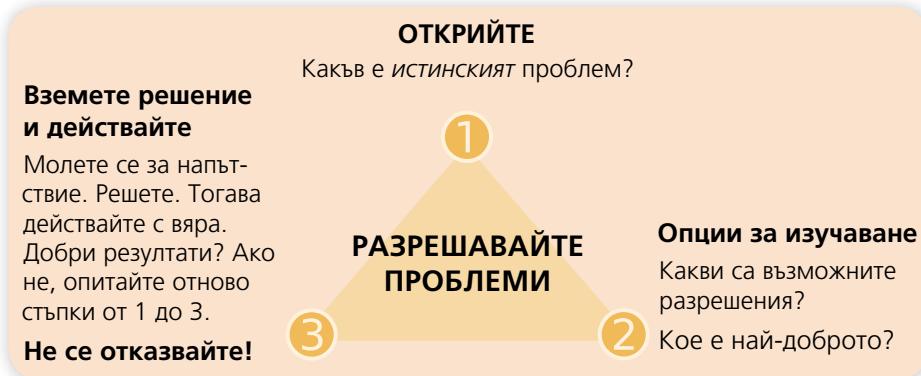 ОТКРИЙТЕ
Какъв е истинският проблем?
1
РАЗРЕШАВАЙТЕ
ПРОБЛЕМИ
2
Опции за изучаване
Какви са възможните
разрешения?
Кое е най-доброто?
3
Вземете решение
и действайте
Молете се за напът-
ствие. Решете. Тогава
действайте с вяра.
Добри резултати? Ако
не, опитайте отново
стъпки от 1 до 3.
Не се отказвайте!